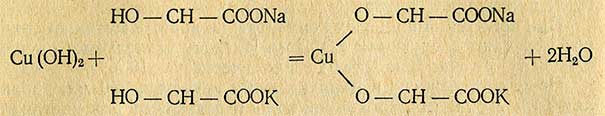 HO — CH — COONa O — CH — COONa
Cu (OH)₂ + = Cu + 2H₂O
HO — CH — COOK O — CH — COOK